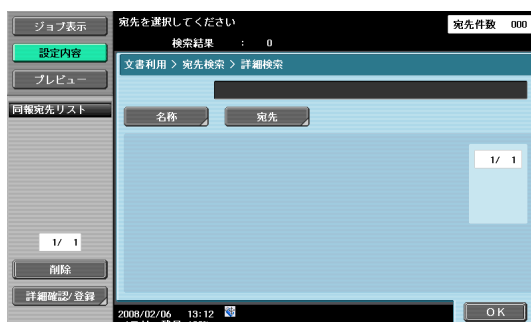 ジョブ表示
設定内容
プレビュー
同報宛先リスト
1/ 1
削除
詳細確認/登録
宛先を選択してください
検索結果 : 0
宛先件数 000
文書利用 > 宛先検索 > 詳細検索
名称
宛先
1/ 1
2008/02/06 13:12
OK